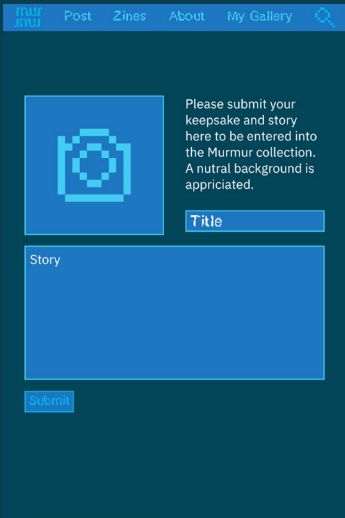 mur
mur
Post Zines About My Gallery
Please submit your
keepsake and story
here to be entered into
the Murmur collection.
A nutral background is
appriciated.
Title
Story
Submit